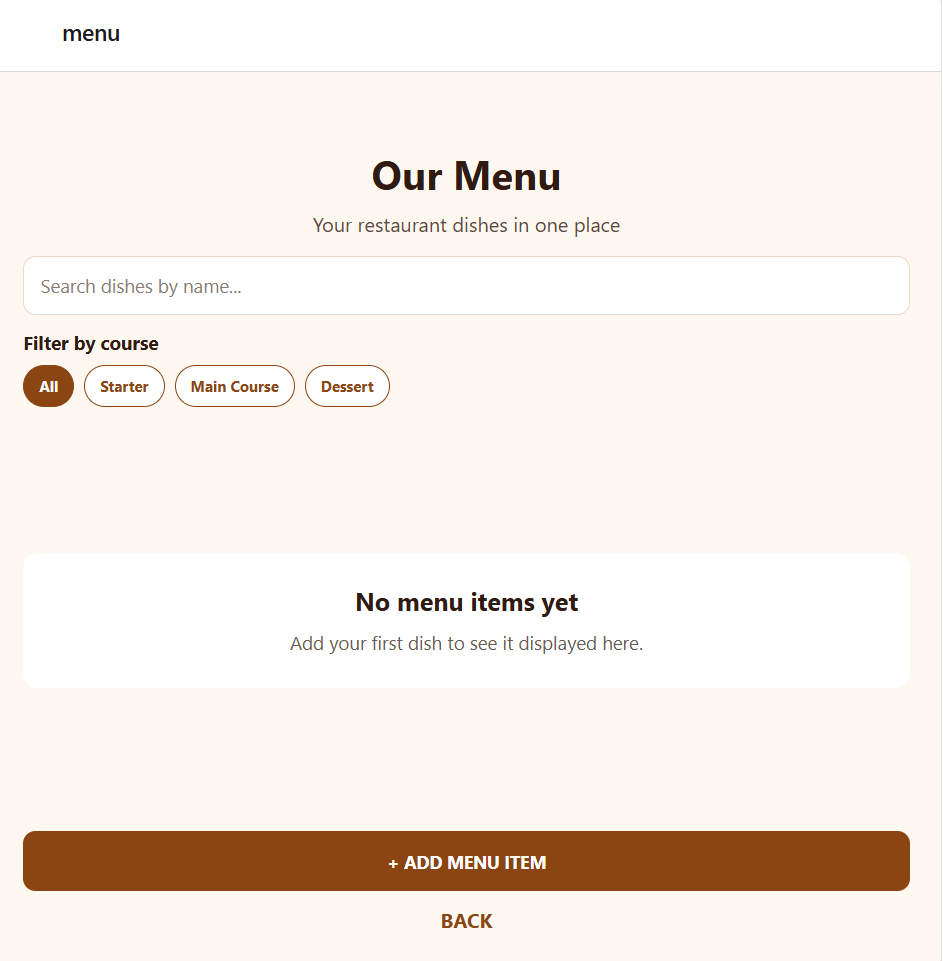 menu
Our Menu
Your restaurant dishes in one place
Search dishes by name...
Filter by course
All Starter Main Course Dessert
No menu items yet
Add your first dish to see it displayed here.
+ ADD MENU ITEM
BACK